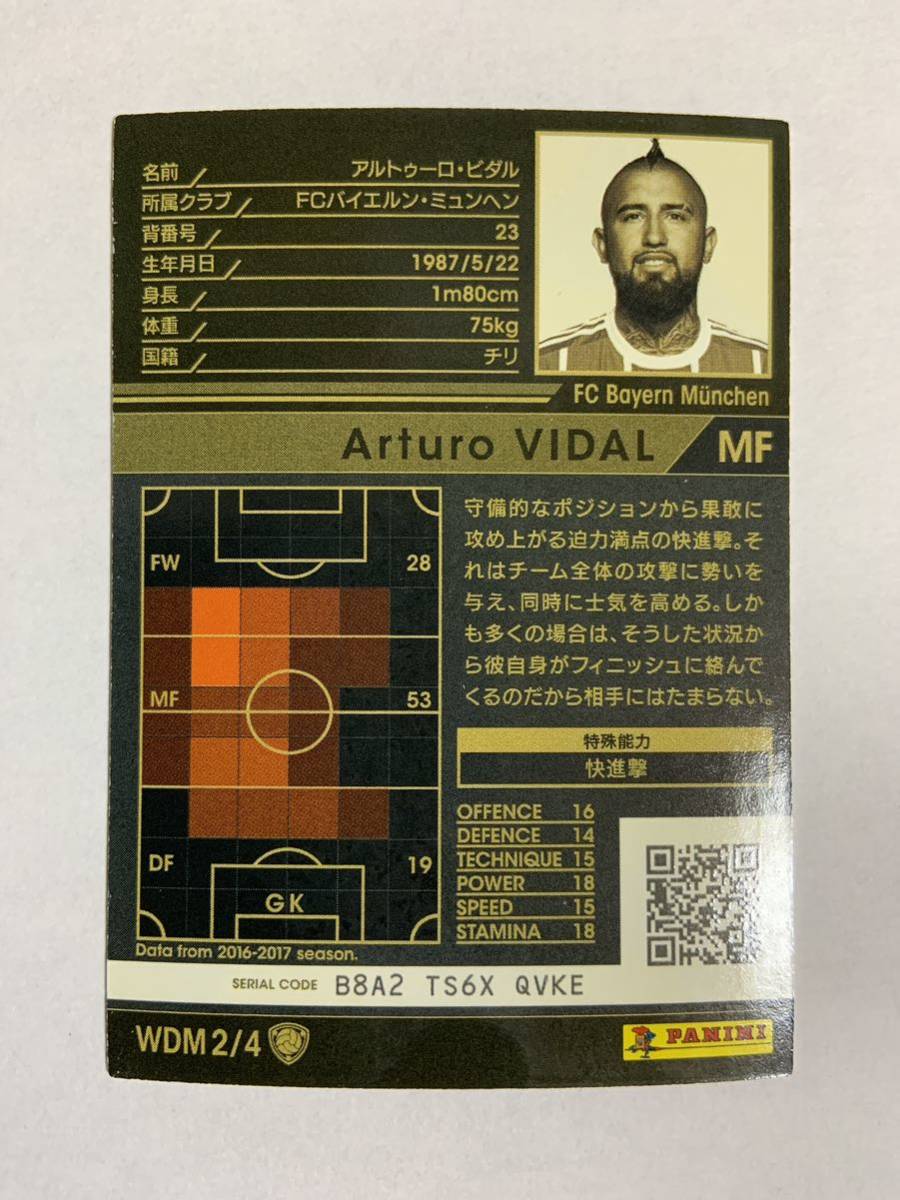 名前 アルトゥーロ・ビダル
所属クラブ FCバイエルン・ミュンヘン
背番号 23
生年月日 1987/5/22
身長 1m80cm
体重 75kg
国籍 チリ
FC Bayern München
Arturo VIDAL MF
FW 28
MF 53
DF 19
GK
Data from 2016-2017 season.
守備的なポジションから果敢に
攻め上がる迫力満点の快進撃。そ
れはチーム全体の攻撃に勢いを
与え、同時に士気を高める。しか
も多くの場合は、そうした状況か
ら彼自身がフィニッシュに絡んで
くるのだから相手にはたまらない。
特殊能力
快進撃
OFFENCE 16
DEFENCE 14
TECHNIQUE 15
POWER 18
SPEED 15
STAMINA 18
SERIAL CODE B8A2 TS6X QVKE
WDM 2/4
PANINI